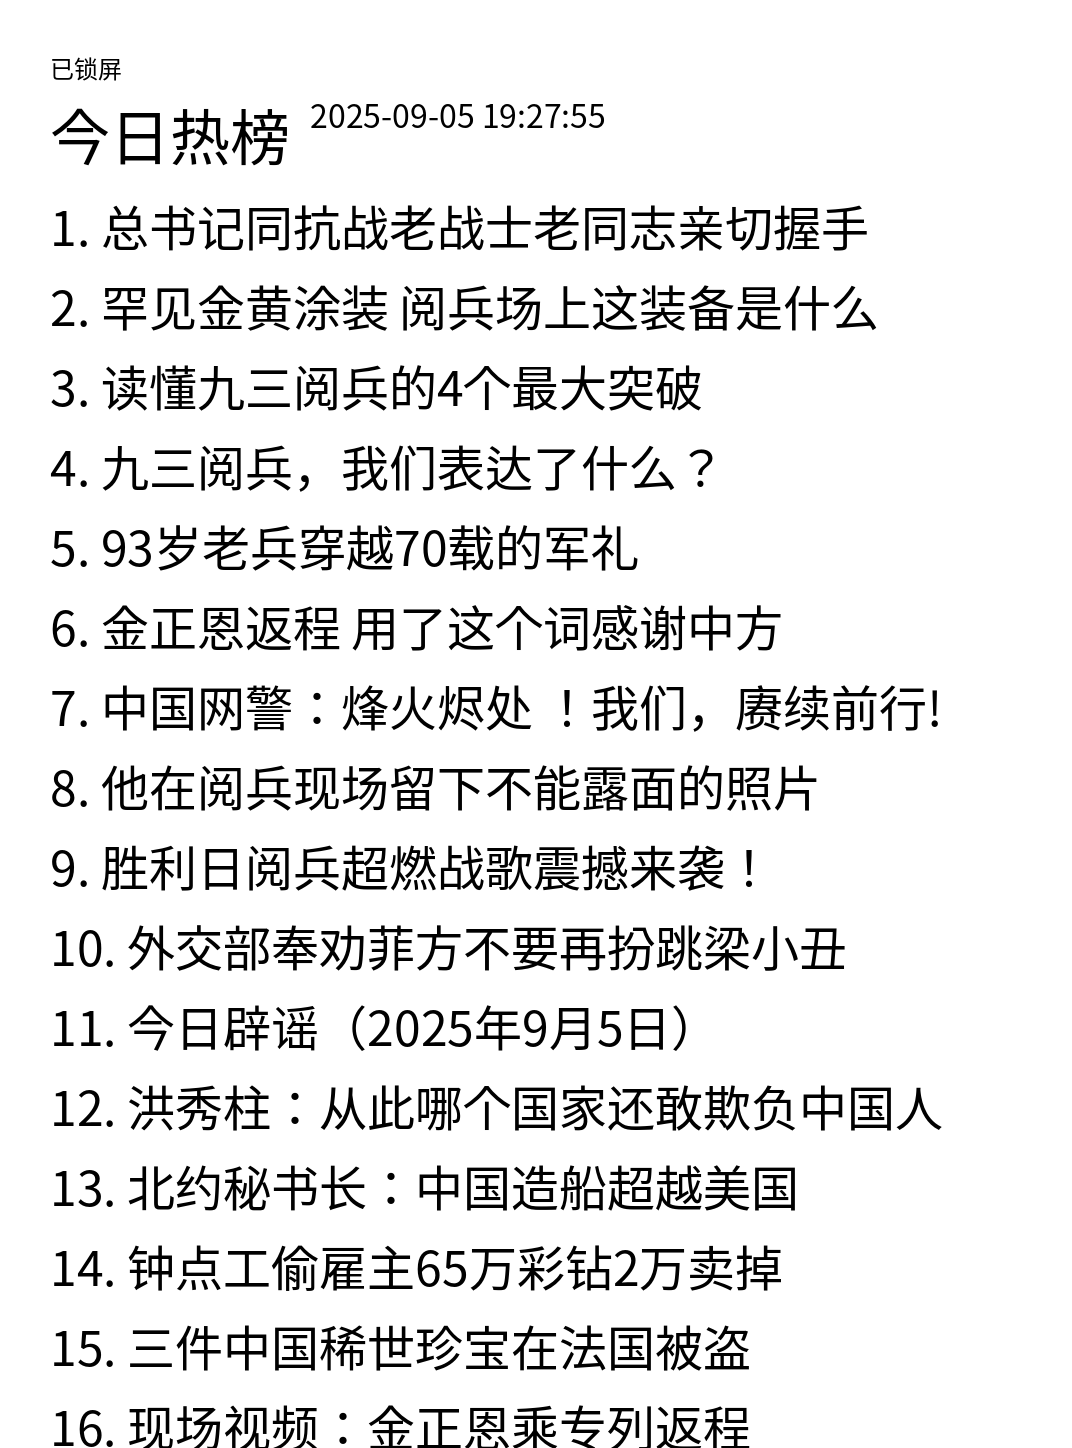 已锁屏
今日热榜 2025-09-05 19:27:55
1. 总书记同抗战老战士老同志亲切握手
2. 罕见金黄涂装 阅兵场上这装备是什么
3. 读懂九三阅兵的4个最大突破
4. 九三阅兵，我们表达了什么？
5. 93岁老兵穿越70载的军礼
6. 金正恩返程 用了这个词感谢中方
7. 中国网警：烽火烬处 ！我们，赓续前行!
8. 他在阅兵现场留下不能露面的照片
9. 胜利日阅兵超燃战歌震撼来袭！
10. 外交部奉劝菲方不要再扮跳梁小丑
11. 今日辟谣（2025年9月5日）
12. 洪秀柱：从此哪个国家还敢欺负中国人
13. 北约秘书长：中国造船超越美国
14. 钟点工偷雇主65万彩钻2万卖掉
15. 三件中国稀世珍宝在法国被盗
16. 现场视频：金正恩乘专列返程